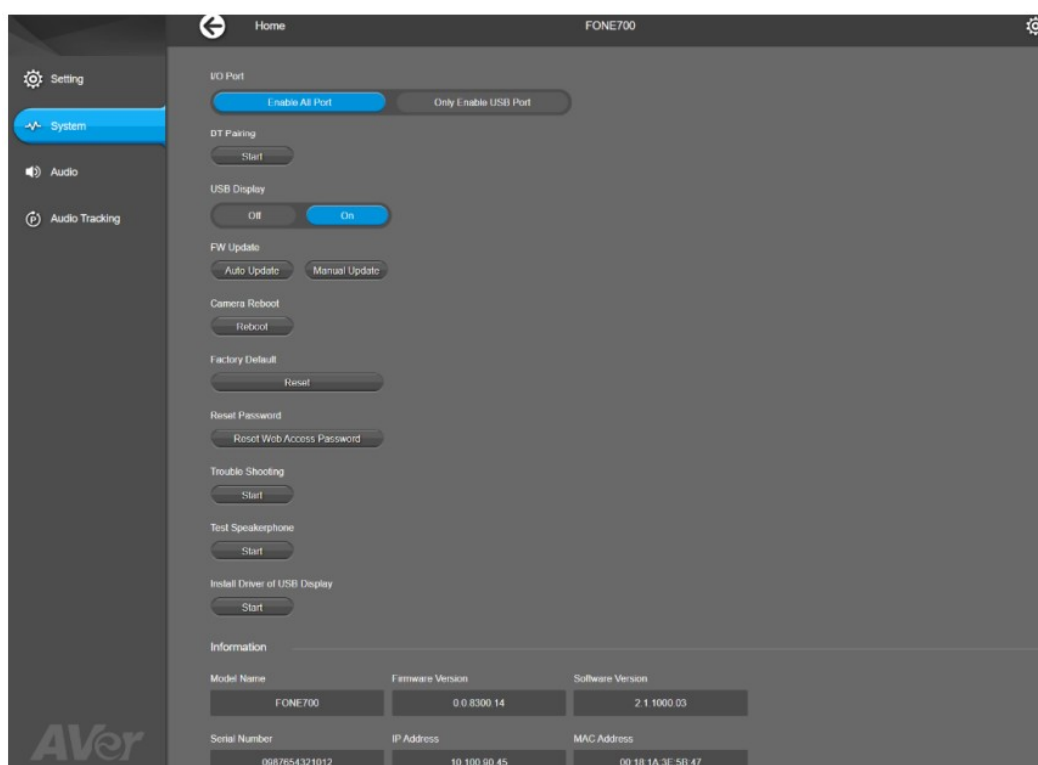 Home
FONE700
Setting
System
Audio
Audio Tracking
I/O Port
Enable All Port Only Enable USB Port
DT Pairing
Start
USB Display
Off On
FW Update
Auto Update Manual Update
Camera Reboot
Reboot
Factory Default
Reset
Reset Password
Reset Web Access Password
Trouble Shooting
Start
Test Speakerphone
Start
Install Driver of USB Display
Start
Information
Model Name Firmware Version Software Version
FONE700 0.0.8300.14 2.1.1000.03
Serial Number IP Address MAC Address
0987654321012 10.100.90.45 00:18:1A:3E:5B:47
AVer